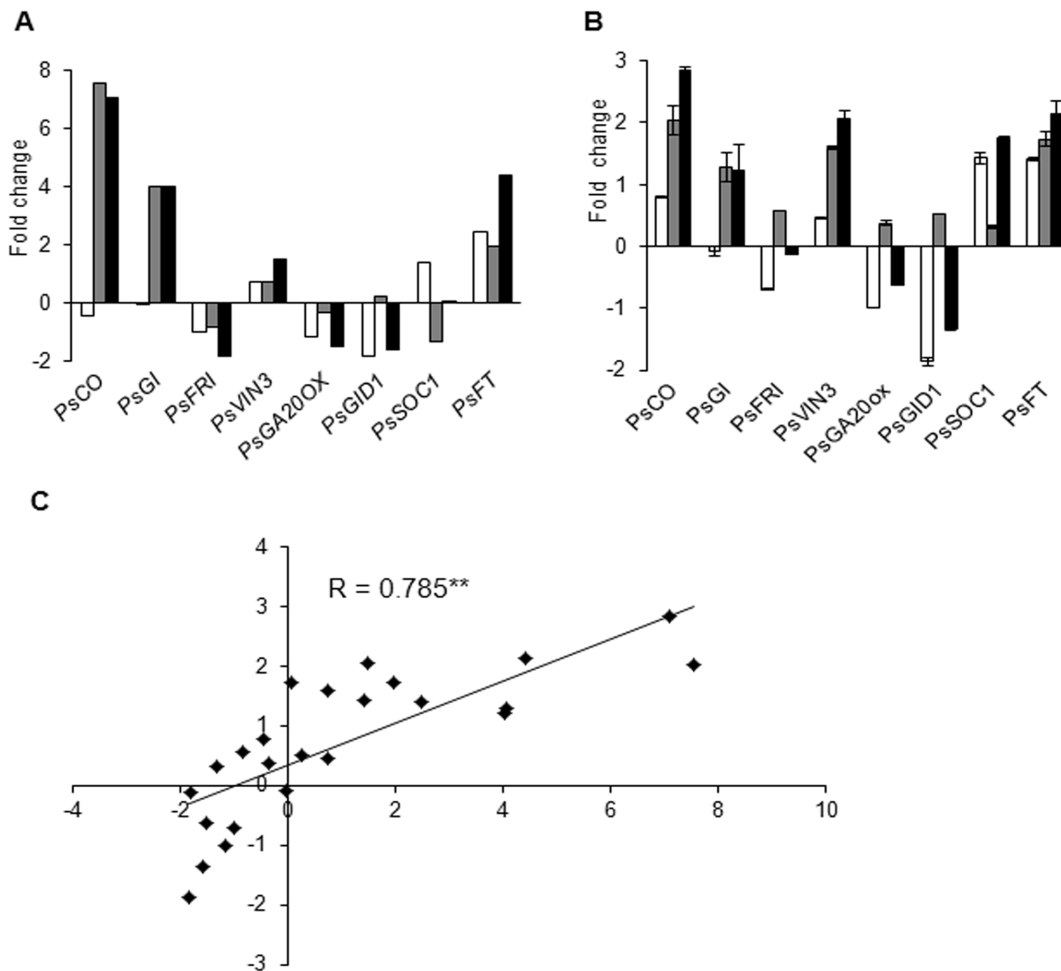 A
Fold change
8
6
4
2
0
-2
PsCO
PsGI
PsFRI
PsVIN3
PsGA20OX
PsGID1
PsSOC1
PsFT
B
Fold change
3
2
1
0
-1
-2
PsCO
PsGI
PsFRI
PsVIN3
PsGA20ox
PsGID1
PsSOC1
PsFT
C
R = 0.785**
4
3
2
1
0
-1
-2
-3
-4
-2
0
2
4
6
8
10